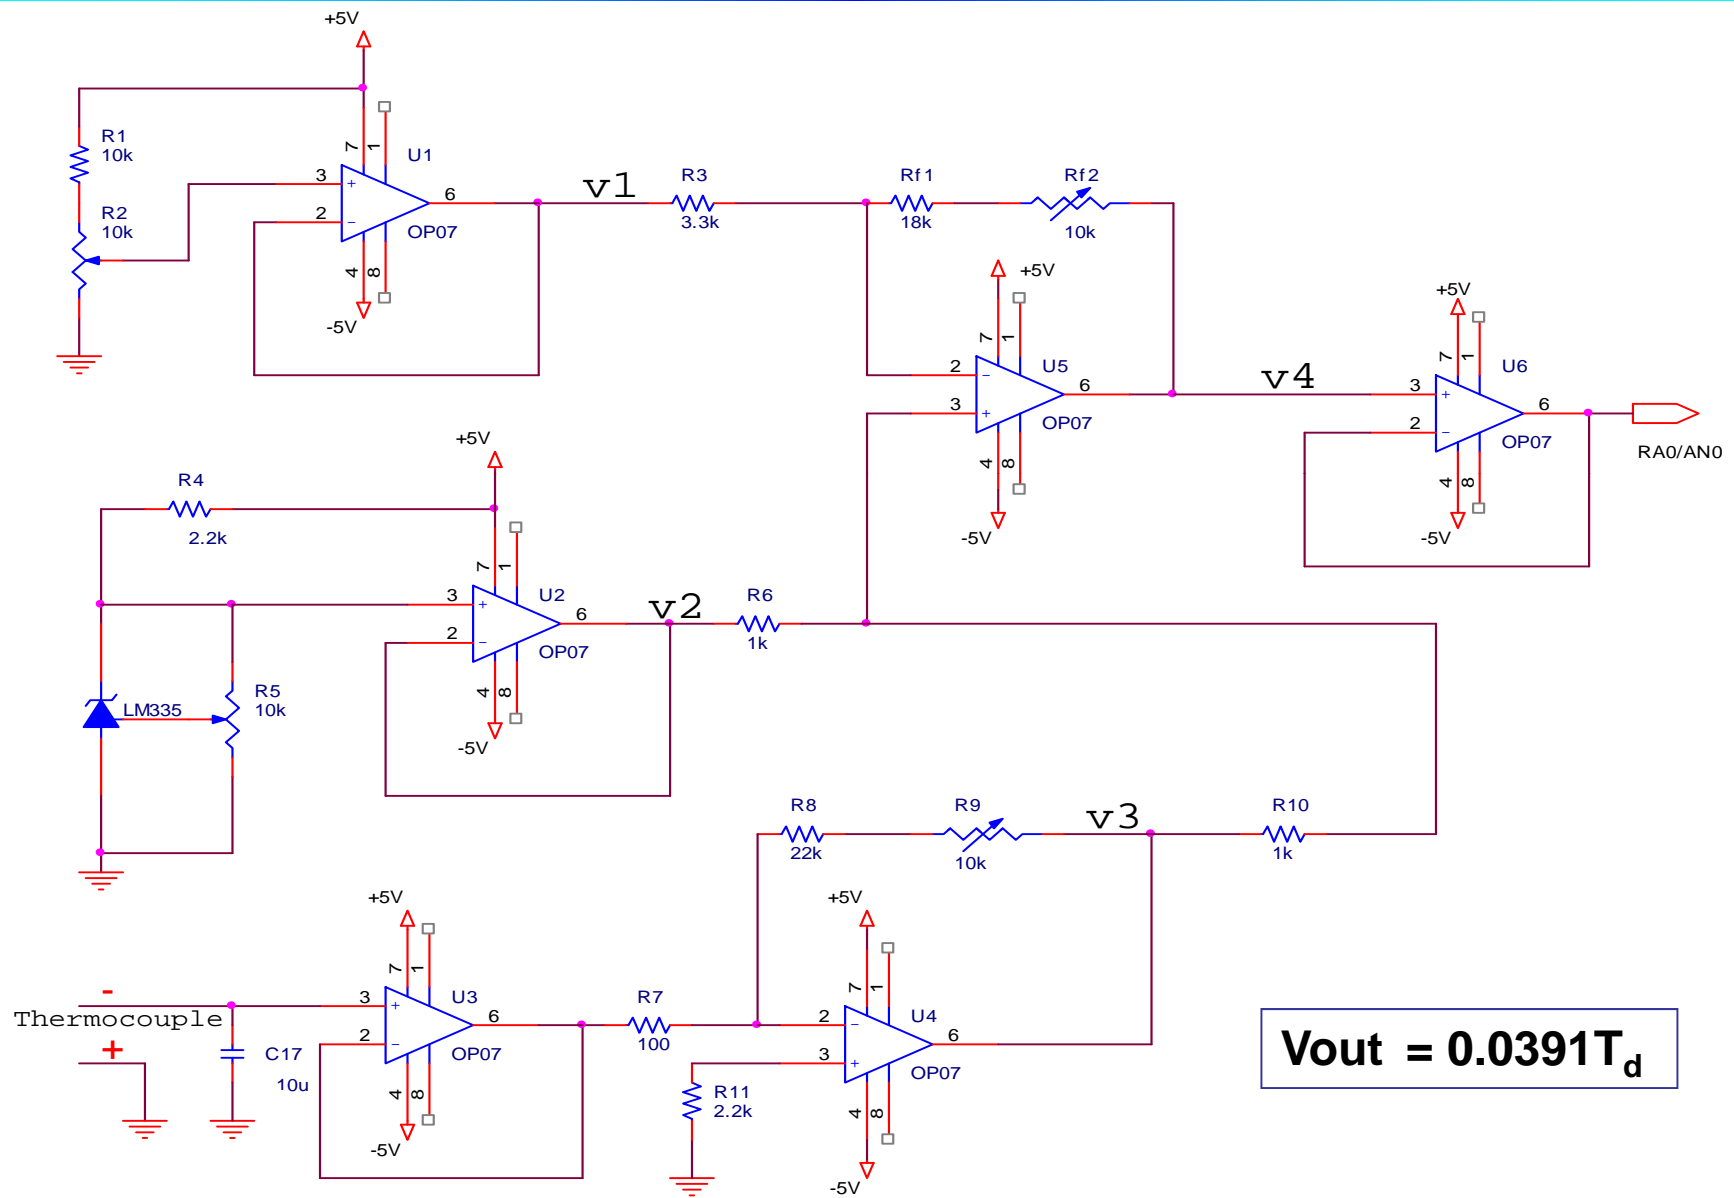 +5V
R1
10k
R2
10k
7
1
U1
3
+
2
-
6
4
8
OP07
-5V
v1
R3
3.3k
Rf1
18k
Rf2
10k
+5V
7
1
U5
2
-
3
+
6
4
8
OP07
-5V
v4
+5V
7
1
U6
3
+
2
-
6
4
8
OP07
-5V
RA0/AN0
R4
2.2k
+5V
7
1
U2
3
+
2
-
6
4
8
OP07
-5V
v2
R6
1k
LM335
R5
10k
R8
22k
R9
10k
v3
R10
1k
-
Thermocouple
+
C17
10u
+5V
7
1
U3
3
+
2
-
6
4
8
OP07
-5V
R7
100
R11
2.2k
+5V
7
1
U4
2
-
3
+
6
4
8
OP07
-5V
Vout = 0.0391Td